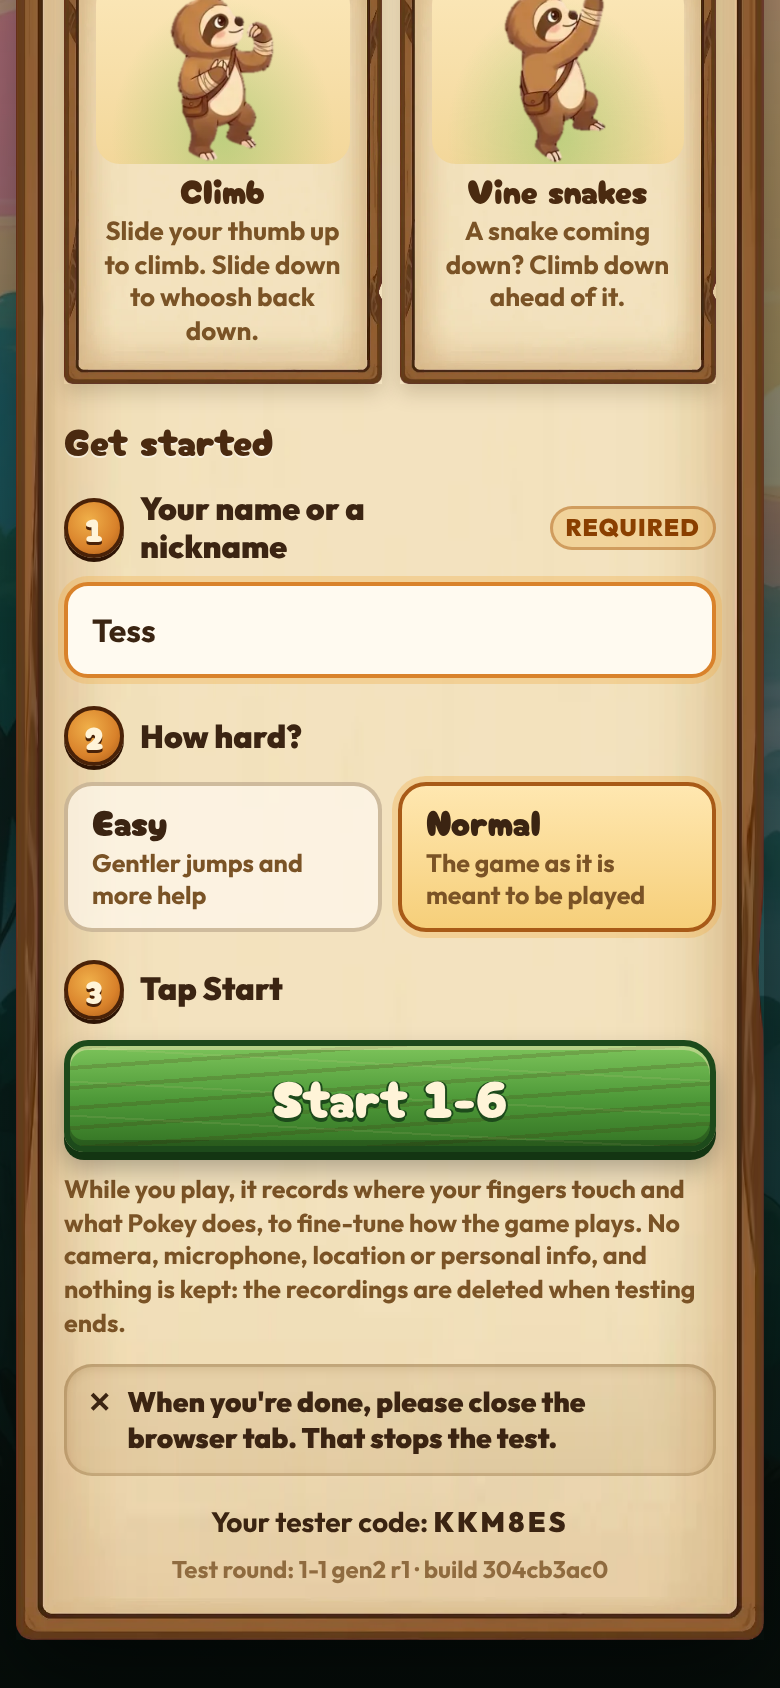 Climb
Slide your thumb up
to climb. Slide down
to whoosh back
down.
Vine snakes
A snake coming
down? Climb down
ahead of it.
Get started
1
Your name or a
nickname
REQUIRED
Tess
2
How hard?
Easy
Gentler jumps and
more help
Normal
The game as it is
meant to be played
3
Tap Start
Start 1-6
While you play, it records where your fingers touch and
what Pokey does, to fine-tune how the game plays. No
camera, microphone, location or personal info, and
nothing is kept: the recordings are deleted when testing
ends.
✕ When you're done, please close the
browser tab. That stops the test.
Your tester code: KKM8ES
Test round: 1-1 gen2 r1 · build 304cb3ac0